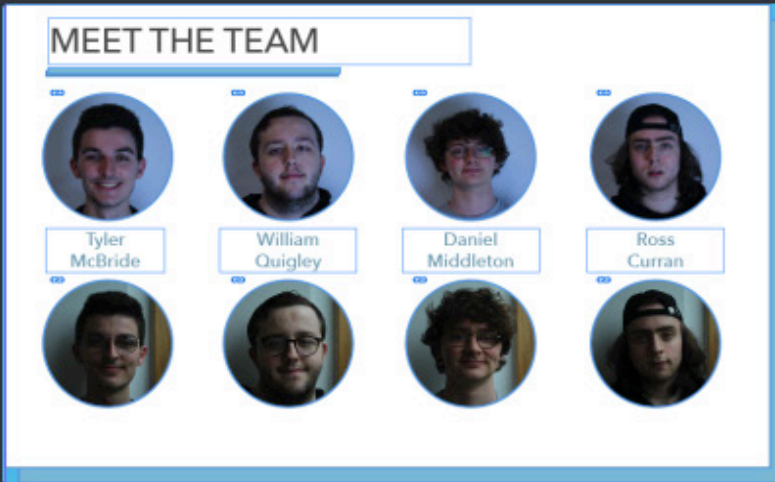 MEET THE TEAM
Tyler
McBride
William
Quigley
Daniel
Middleton
Ross
Curran